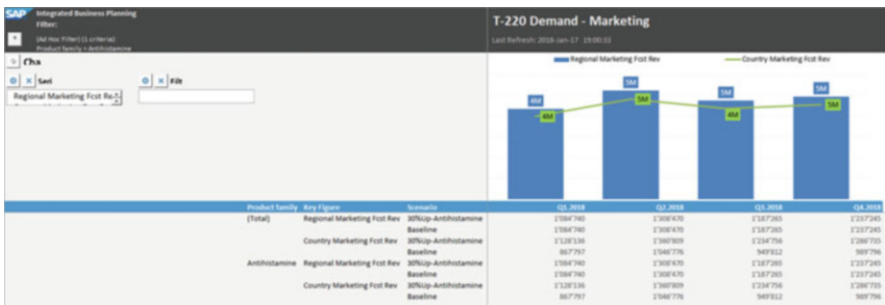 SAP Integrated Business Planning
Filter:
(Ad Hoc Filter) (1 criteria)
Product family = Antihistamine
T-220 Demand - Marketing
Last Refresh: 2018-Jan-17 19:00:33
Cha
Seri
Filt
Regional Marketing Fcst Re
Regional Marketing Fcst Rev
Country Marketing Fcst Rev
4M 5M 5M 5M
4M 5M 4M 5M
Product family Key Figure Scenario Q1.2018 Q2.2018 Q3.2018 Q4.2018
(Total) Regional Marketing Fcst Rev 30%Up-Antihistamine 1'084'740 1'308'470 1'187'265 1'237'245
Baseline 1'084'740 1'308'470 1'187'265 1'237'245
Country Marketing Fcst Rev 30%Up-Antihistamine 1'128'136 1'360'809 1'234'756 1'286'735
Baseline 867'797 1'046'776 949'812 989'796
Antihistamine Regional Marketing Fcst Rev 30%Up-Antihistamine 1'084'740 1'308'470 1'187'265 1'237'245
Baseline 1'084'740 1'308'470 1'187'265 1'237'245
Country Marketing Fcst Rev 30%Up-Antihistamine 1'128'136 1'360'809 1'234'756 1'286'735
Baseline 867'797 1'046'776 949'812 989'796